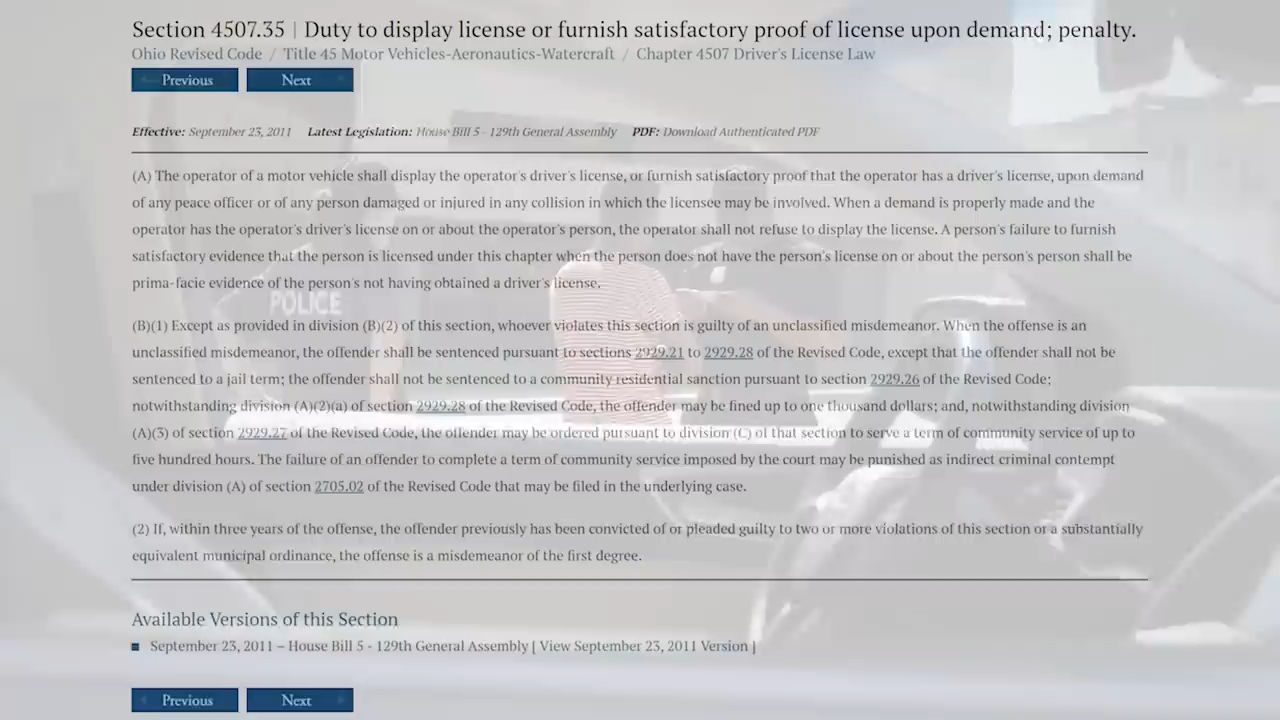 Section 4507.35 | Duty to display license or furnish satisfactory proof of license upon demand; penalty.
Ohio Revised Code / Title 45 Motor Vehicles-Aeronautics-Watercraft / Chapter 4507 Driver's License Law
Previous Next
Effective: September 23, 2011 Latest Legislation: House Bill 5 - 129th General Assembly PDF: Download Authenticated PDF
(A) The operator of a motor vehicle shall display the operator's driver's license, or furnish satisfactory proof that the operator has a driver's license, upon demand
of any peace officer or of any person damaged or injured in any collision in which the licensee may be involved. When a demand is properly made and the
operator has the operator's driver's license on or about the operator's person, the operator shall not refuse to display the license. A person's failure to furnish
satisfactory evidence that the person is licensed under this chapter when the person does not have the person's license on or about the person's person shall be
prima-facie evidence of the person's not having obtained a driver's license.
POLICE
(B)(1) Except as provided in division (B)(2) of this section, whoever violates this section is guilty of an unclassified misdemeanor. When the offense is an
unclassified misdemeanor, the offender shall be sentenced pursuant to sections 2929.21 to 2929.28 of the Revised Code, except that the offender shall not be
sentenced to a jail term; the offender shall not be sentenced to a community residential sanction pursuant to section 2929.26 of the Revised Code;
notwithstanding division (A)(2)(a) of section 2929.28 of the Revised Code, the offender may be fined up to one thousand dollars; and, notwithstanding division
(A)(3) of section 2929.27 of the Revised Code, the offender may be ordered pursuant to division (C) of that section to serve a term of community service of up to
five hundred hours. The failure of an offender to complete a term of community service imposed by the court may be punished as indirect criminal contempt
under division (A) of section 2705.02 of the Revised Code that may be filed in the underlying case.
(2) If, within three years of the offense, the offender previously has been convicted of or pleaded guilty to two or more violations of this section or a substantially
equivalent municipal ordinance, the offense is a misdemeanor of the first degree.
Available Versions of this Section
September 23, 2011 – House Bill 5 - 129th General Assembly [ View September 23, 2011 Version ]
Previous Next